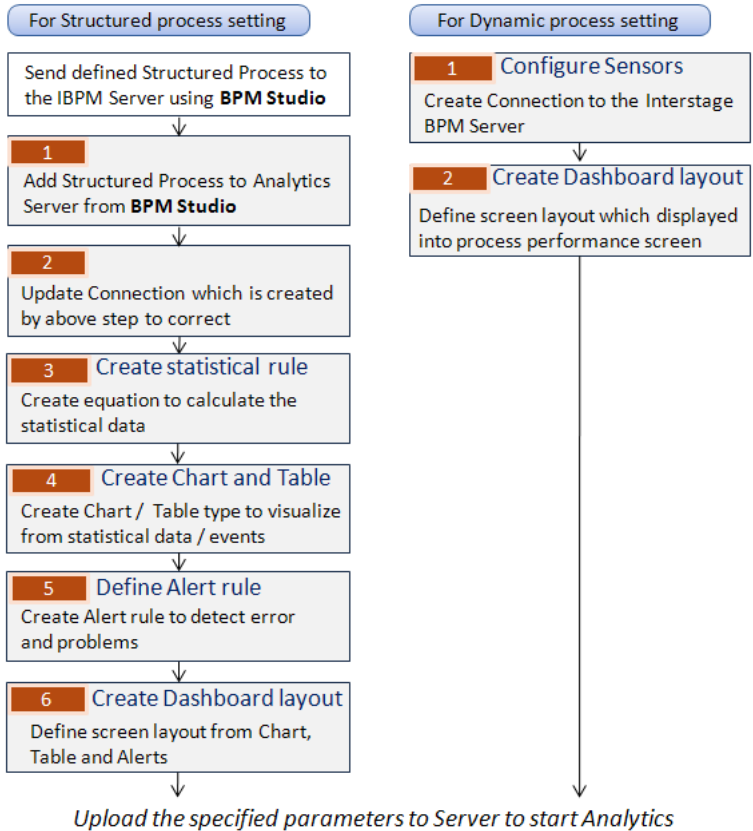 For Structured process setting
Send defined Structured Process to
the IBPM Server using BPM Studio
1
Add Structured Process to Analytics
Server from BPM Studio
2
Update Connection which is created
by above step to correct
3 Create statistical rule
Create equation to calculate the
statistical data
4 Create Chart and Table
Create Chart / Table type to visualize
from statistical data / events
5 Define Alert rule
Create Alert rule to detect error
and problems
6 Create Dashboard layout
Define screen layout from Chart,
Table and Alerts
For Dynamic process setting
1 Configure Sensors
Create Connection to the Interstage
BPM Server
2 Create Dashboard layout
Define screen layout which displayed
into process performance screen
Upload the specified parameters to Server to start Analytics